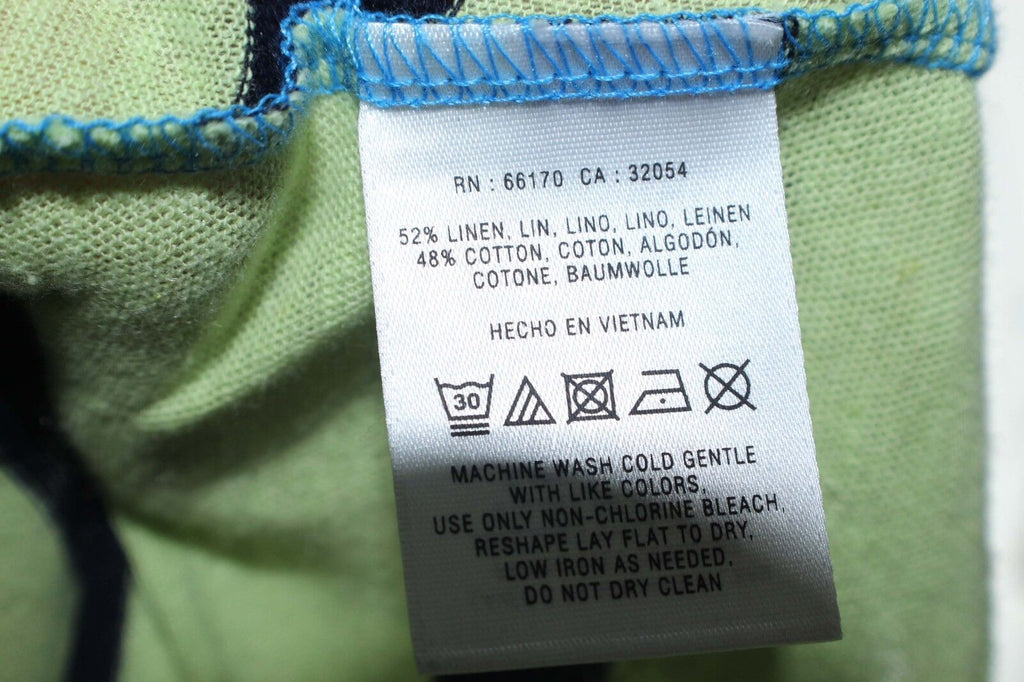 RN : 66170 CA : 32054
52% LINEN, LIN, LINO, LINO, LEINEN
48% COTTON, COTON, ALGODÓN,
COTONE, BAUMWOLLE
HECHO EN VIETNAM
30
MACHINE WASH COLD GENTLE
WITH LIKE COLORS,
USE ONLY NON-CHLORINE BLEACH,
RESHAPE LAY FLAT TO DRY,
LOW IRON AS NEEDED,
DO NOT DRY CLEAN